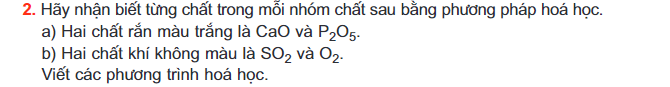 2. Hãy nhận biết từng chất trong mỗi nhóm chất sau bằng phương pháp hoá học.
a) Hai chất rắn màu trắng là CaO và P₂O₅.
b) Hai chất khí không màu là SO₂ và O₂.
Viết các phương trình hoá học.